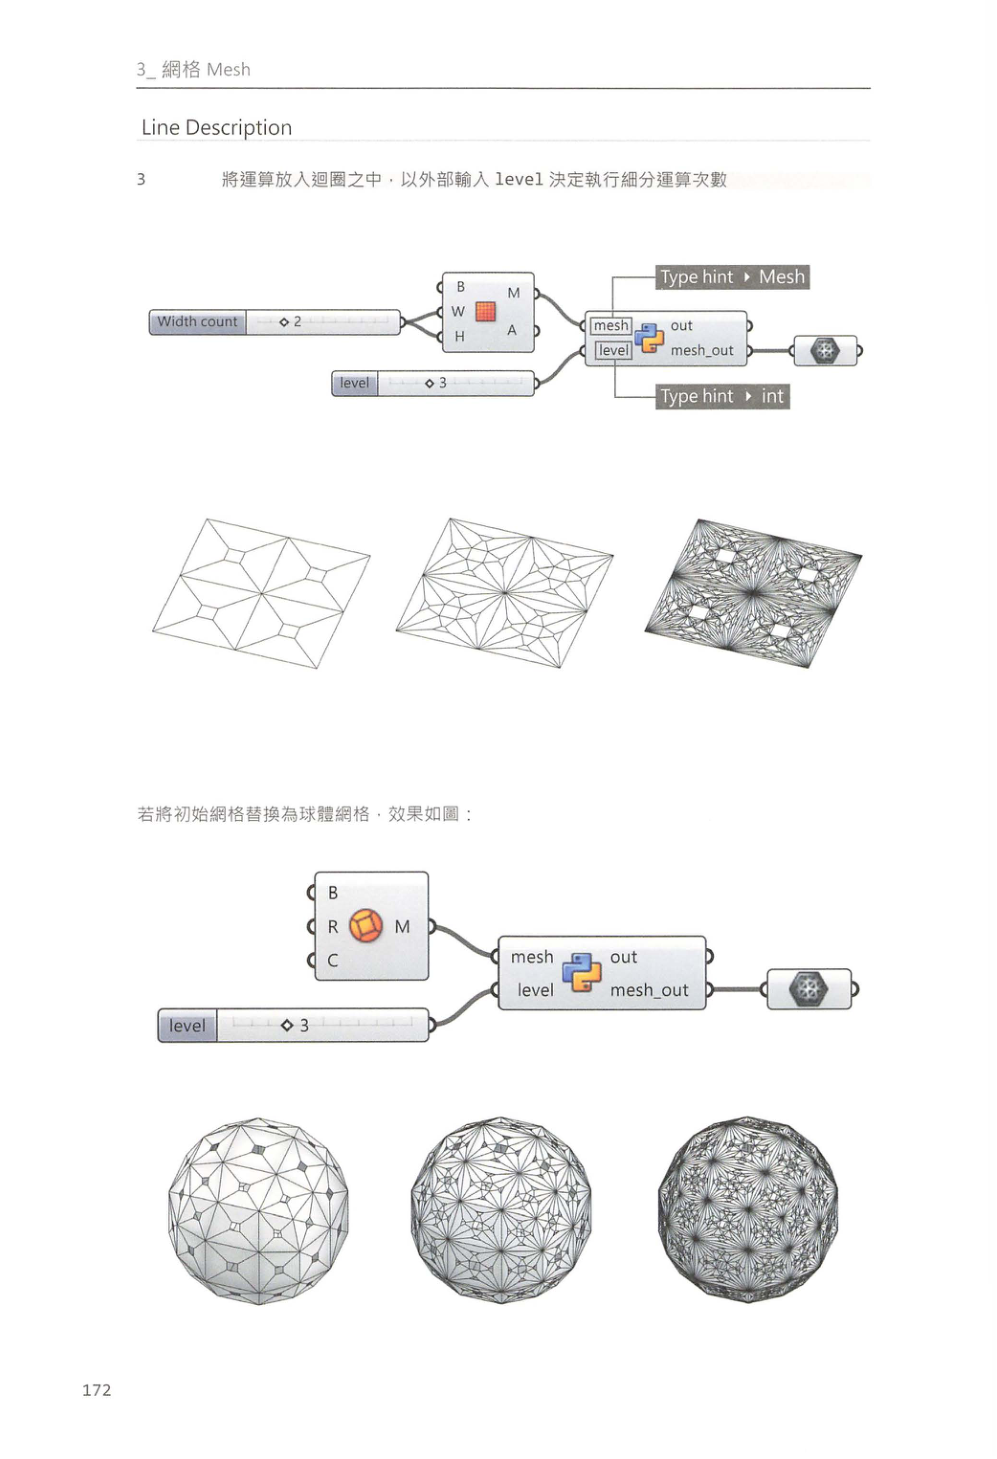 3_ 網格 Mesh
Line Description
3 將運算放入迴圈之中，以外部輸入 level 決定執行細分運算次數
Type hint ▸ Mesh
B
W
H
M
A
Width count ◇ 2
mesh
level
out
mesh_out
level ◇ 3
Type hint ▸ int
若將初始網格替換為球體網格，效果如圖：
B
R
C
M
mesh
level
out
mesh_out
level ◇ 3
172